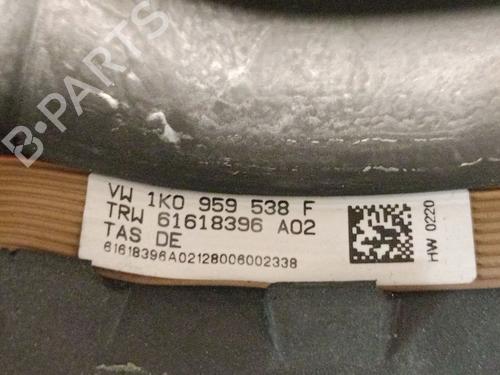 B-PARTS
VW 1K0 959 538 F
TRW 61618396 A02
TAS DE
61618396A02128006002338
HW 0220